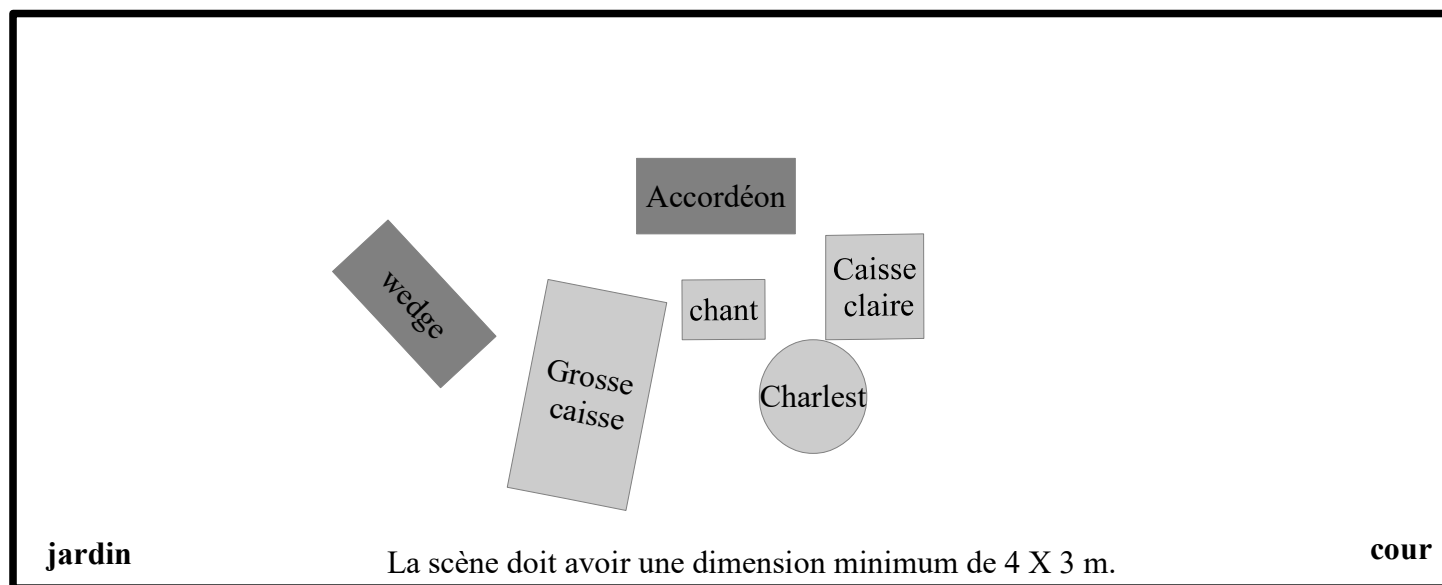 Accordéon
wedge
chant
Caisse
claire
Grosse
caisse
Charlest
jardin
La scène doit avoir une dimension minimum de 4 X 3 m.
cour